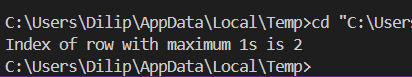 C:\Users\Dilip\AppData\Local\Temp>cd "C:\Users
Index of row with maximum 1s is 2
C:\Users\Dilip\AppData\Local\Temp>